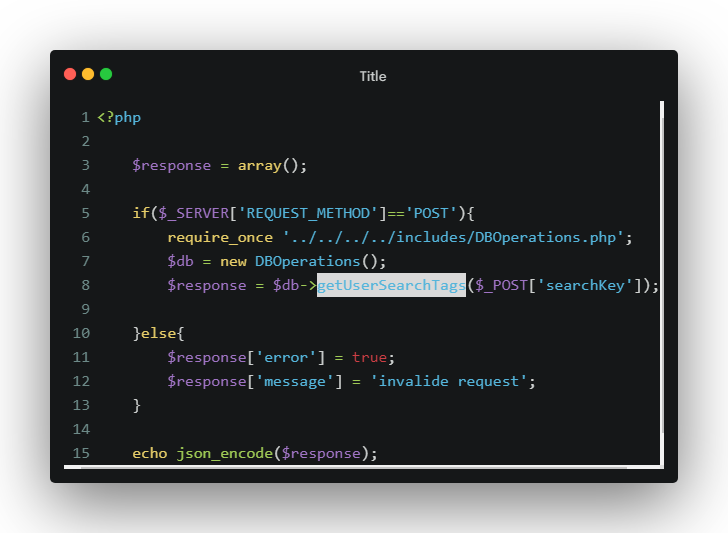 Title
1 <?php
2
3     $response = array();
4
5     if($_SERVER['REQUEST_METHOD']=='POST'){
6         require_once '../../../../includes/DBOperations.php';
7         $db = new DBOperations();
8         $response = $db->getUserSearchTags($_POST['searchKey']);
9
10     }else{
11         $response['error'] = true;
12         $response['message'] = 'invalide request';
13     }
14
15     echo json_encode($response);